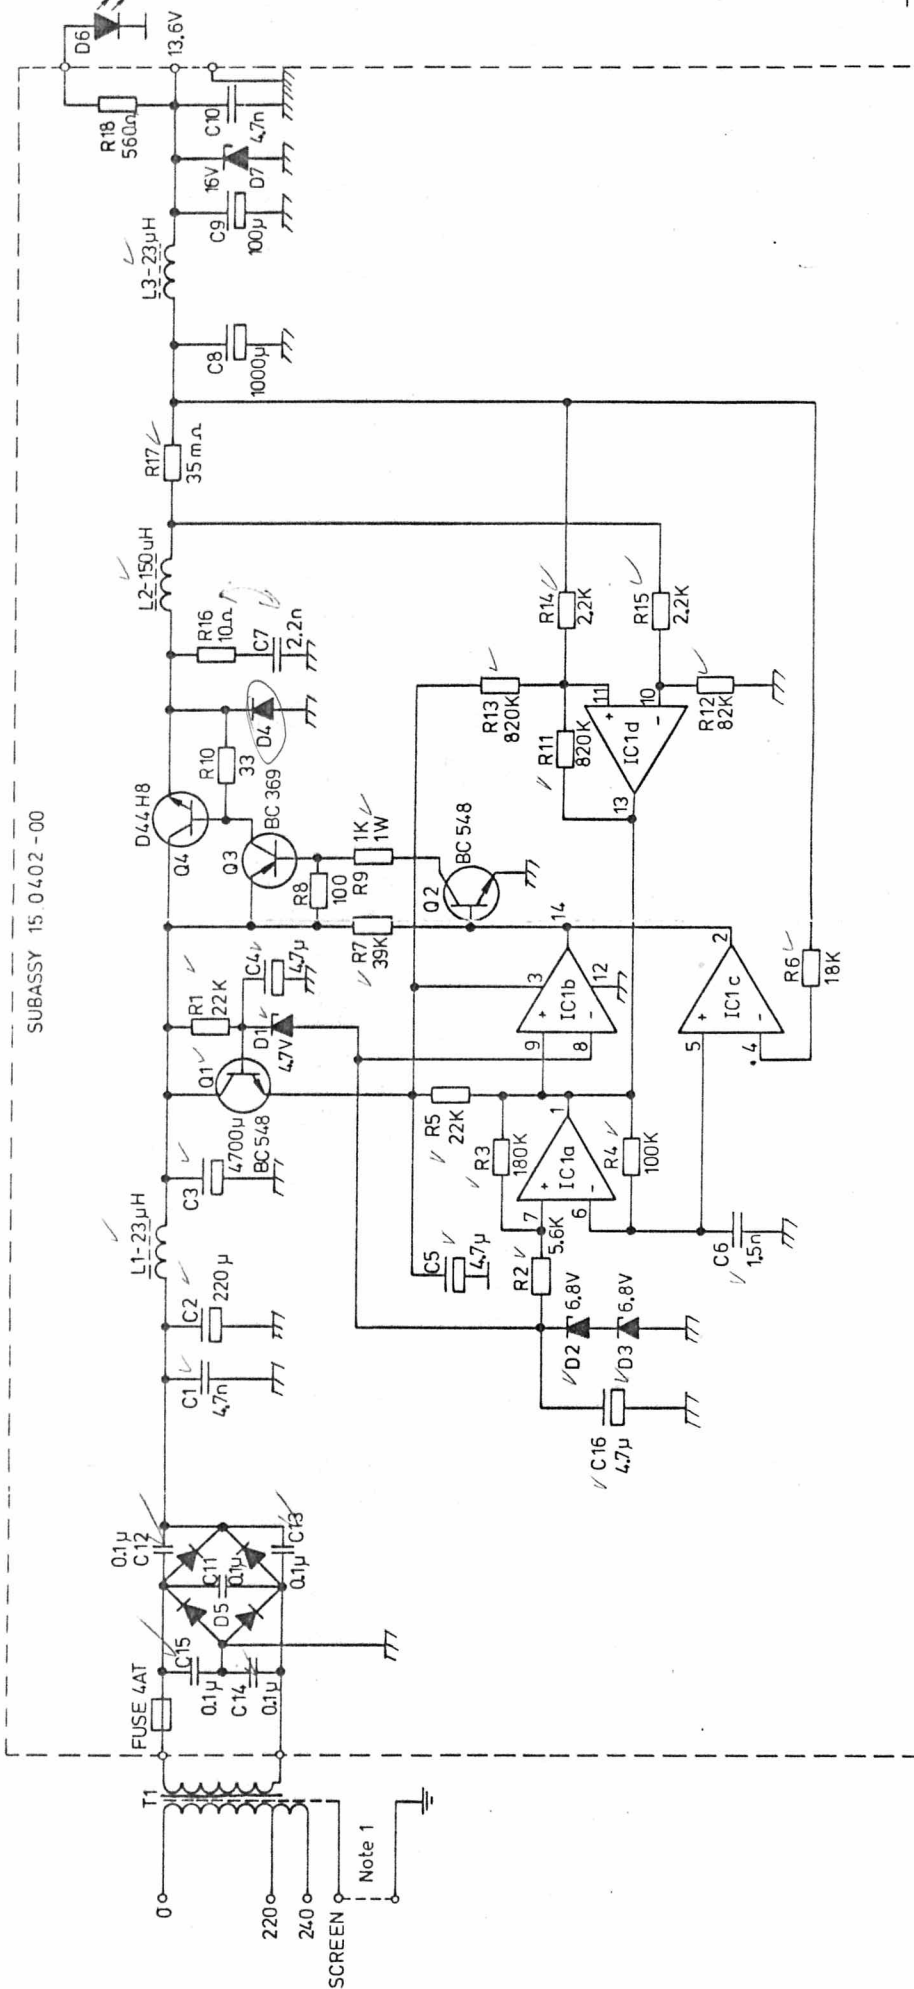 SUBASSY 15.0402-00
T1
0
220
240
SCREEN
Note 1
FUSE 4AT
C15
0.1µ
C14
0.1µ
0.1µ
C12
C11
0.1µ
D5
C13
0.1µ
C1
4.7n
C2
220µ
L1-23µH
C3
4700µ
Q1
BC548
R1
22K
D1
4.7V
C4
4.7µ
D44H8
Q4
Q3
BC 369
R10
33
D4
R8
100
R9
1K
1W
R7
39K
Q2
BC 548
R16
10Ω
C7
2.2n
L2-150uH
R17
35mΩ
C8
1000µ
L3-23µH
C9
100µ
16V
D7
C10
4.7n
R18
560Ω
D6
13.6V
C5
4.7µ
R5
22K
R3
180K
R2
5.6K
7
+
6
-
IC1a
1
R4
100K
D2
6.8V
D3
6.8V
C16
4.7µ
C6
1.5n
9
+
8
-
IC1b
3
12
14
5
+
4
-
IC1c
2
R6
18K
R13
820K
R11
820K
R14
2.2K
R15
2.2K
R12
82K
11
+
10
-
IC1d
13